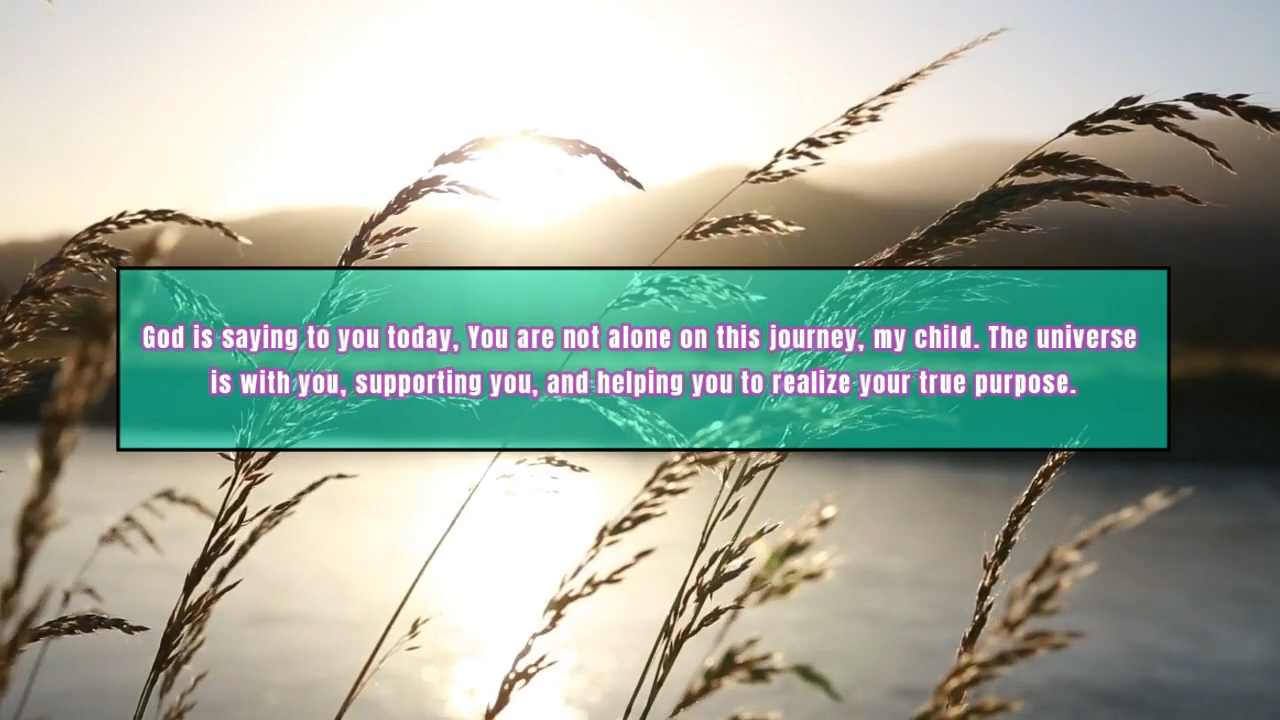 God is saying to you today, You are not alone on this journey, my child. The universe
is with you, supporting you, and helping you to realize your true purpose.